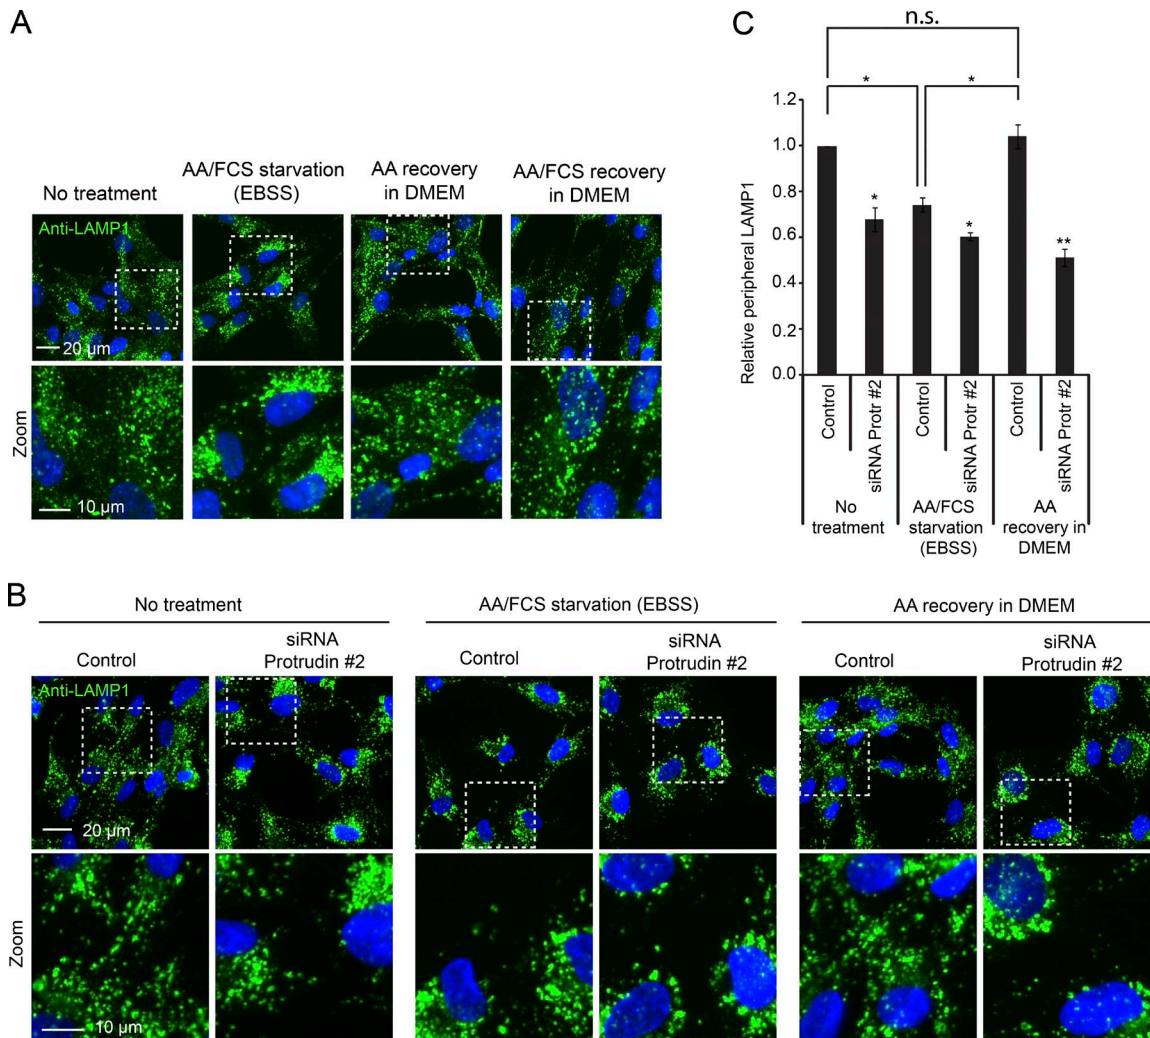 A
No treatment
AA/FCS starvation
(EBSS)
AA recovery
in DMEM
AA/FCS recovery
in DMEM
Anti-LAMP1
20 µm
Zoom
10 µm
C
n.s.
*
*
Relative peripheral LAMP1
1.2
1.0
0.8
0.6
0.4
0.2
0.0
*
*
**
Control
siRNA Protr #2
Control
siRNA Protr #2
Control
siRNA Protr #2
No
treatment
AA/FCS
starvation
(EBSS)
AA
recovery in
DMEM
B
No treatment
AA/FCS starvation (EBSS)
AA recovery in DMEM
Control
siRNA
Protrudin #2
Control
siRNA
Protrudin #2
Control
siRNA
Protrudin #2
Anti-LAMP1
20 µm
Zoom
10 µm